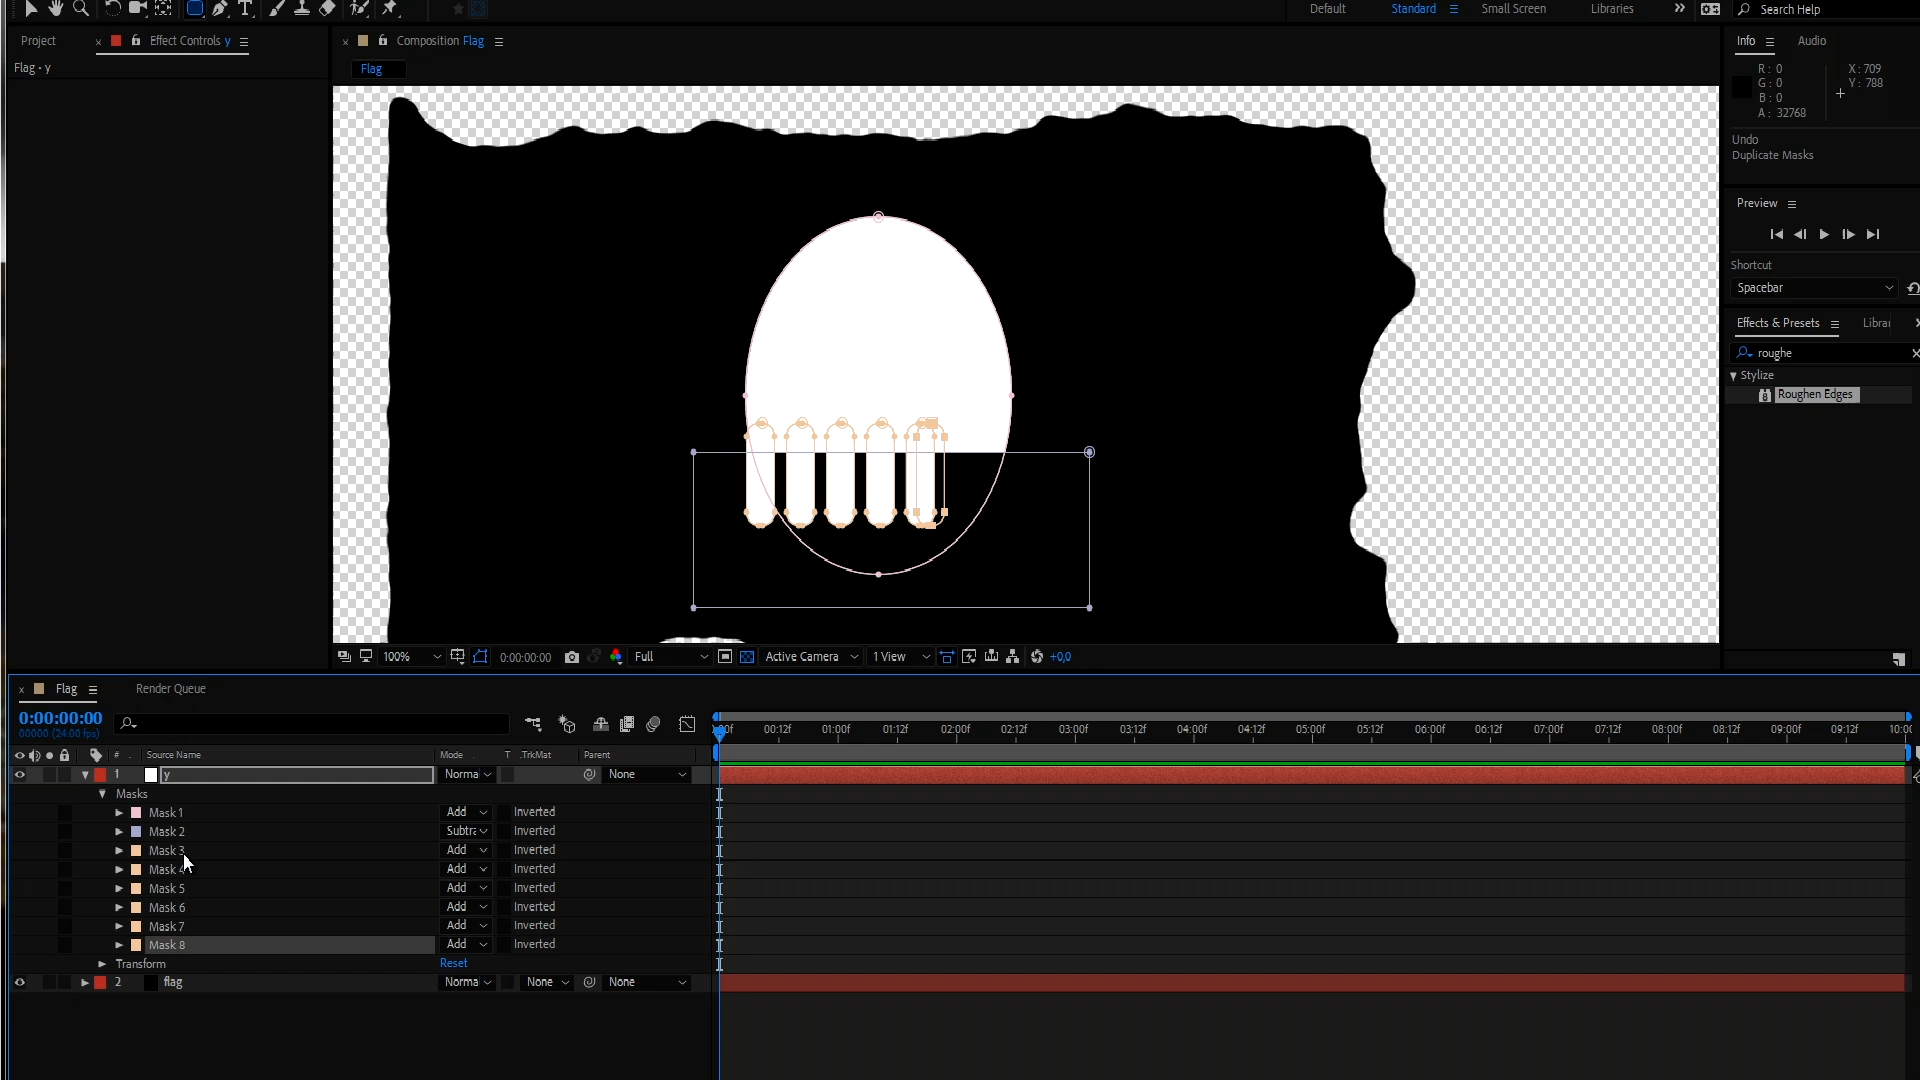 Default
Standard
Small Screen
Libraries
Search Help
Project
Effect Controls y
Composition Flag
Info
Audio
Flag • y
Flag
R: 0
G: 0
B: 0
A: 32768
X: 709
Y: 788
Undo
Duplicate Masks
Preview
Shortcut
Spacebar
Effects & Presets
Librar
roughe
Stylize
Roughen Edges
100%
0:00:00:00
Full
Active Camera
1 View
+0,0
Flag
Render Queue
0:00:00:00
00000 (24.00 fps)
:00f
00:12f
01:00f
01:12f
02:00f
02:12f
03:00f
03:12f
04:00f
04:12f
05:00f
05:12f
06:00f
06:12f
07:00f
07:12f
08:00f
08:12f
09:00f
09:12f
10:00
# Source Name Mode T .TrkMat Parent
1 y Norma None
Masks
Mask 1 Add Inverted
Mask 2 Subtra Inverted
Mask 3 Add Inverted
Mask 4 Add Inverted
Mask 5 Add Inverted
Mask 6 Add Inverted
Mask 7 Add Inverted
Mask 8 Add Inverted
Transform Reset
2 flag Norma None None